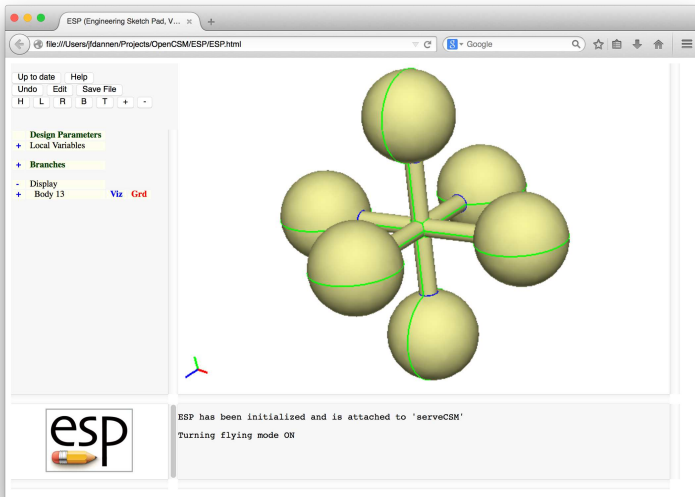 ESP (Engineering Sketch Pad, V...
file:///Users/jfdannen/Projects/OpenCSM/ESP/ESP.html
Google
Up to date Help
Undo Edit Save File
H L R B T + -
Design Parameters
+ Local Variables
+ Branches
- Display
+ Body 13 Viz Grd
esp
ESP has been initialized and is attached to 'serveCSM'
Turning flying mode ON